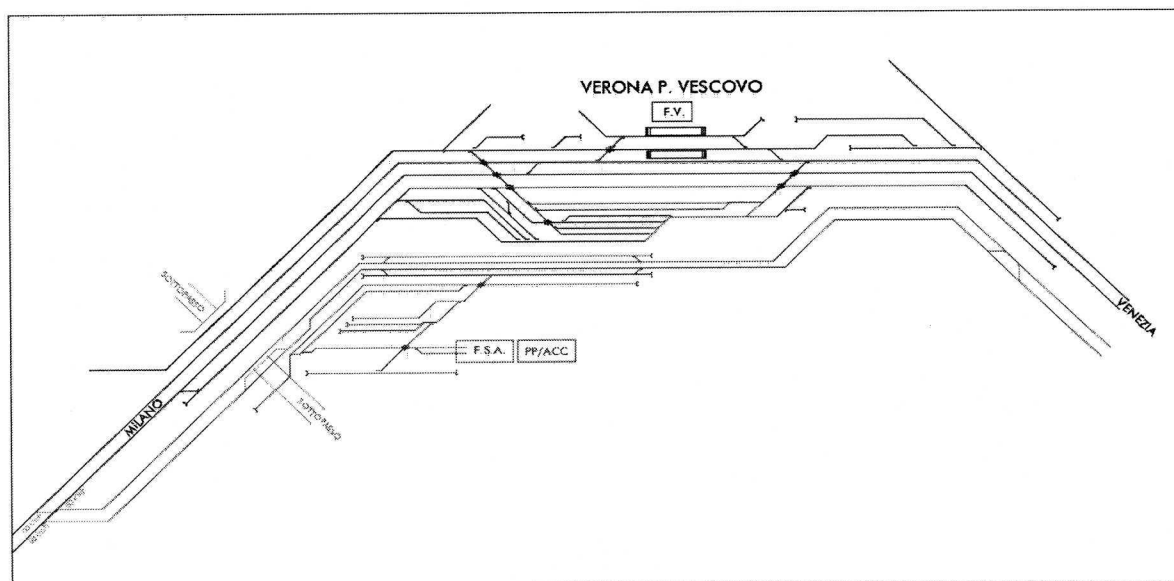 VERONA P. VESCOVO
F.V.
SOTTOPASSO
VENEZIA
F.S.A.
PP/ACC
MILANO
SOTTOPASSO